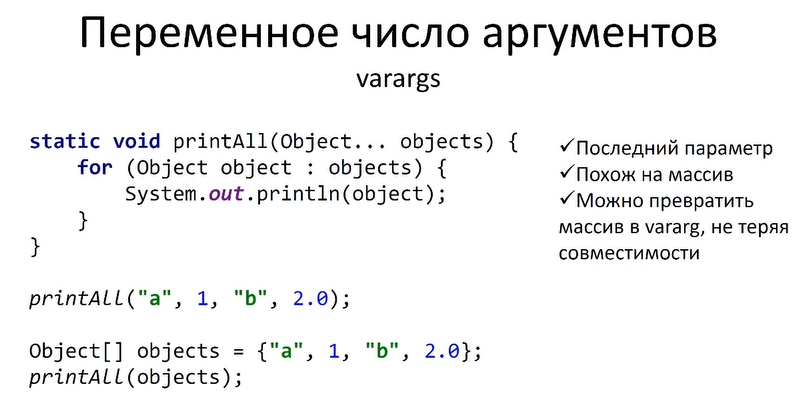 Переменное число аргументов
varargs
static void printAll(Object... objects) {
    for (Object object : objects) {
        System.out.println(object);
    }
}
printAll("a", 1, "b", 2.0);
Object[] objects = {"a", 1, "b", 2.0};
printAll(objects);
✓Последний параметр
✓Похож на массив
✓Можно превратить
массив в vararg, не теряя
совместимости